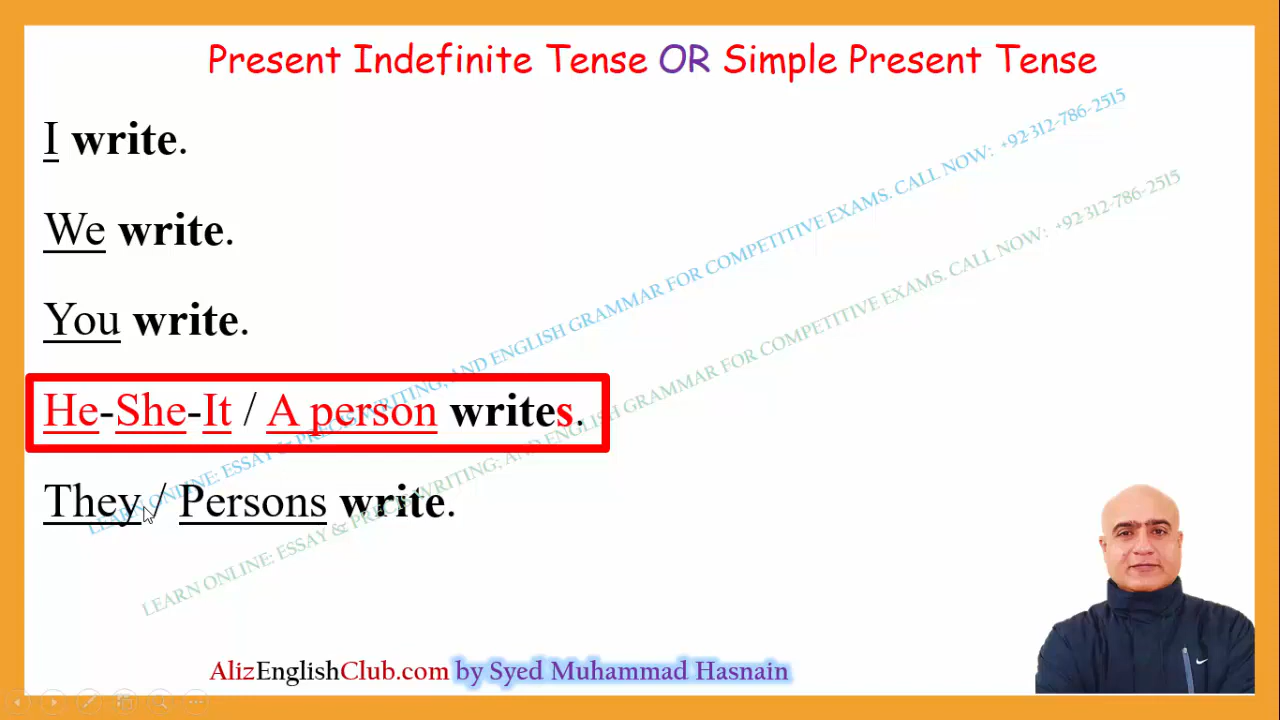 Present Indefinite Tense OR Simple Present Tense
I write.
We write.
You write.
He-She-It / A person writes.
They / Persons write.
LEARN ONLINE: ESSAY & PRECIS WRITING; AND ENGLISH GRAMMAR FOR COMPETITIVE EXAMS. CALL NOW: +92-312-786-2515
LEARN ONLINE: ESSAY & PRECIS WRITING; AND ENGLISH GRAMMAR FOR COMPETITIVE EXAMS. CALL NOW: +92-312-786-2515
AlizEnglishClub.com by Syed Muhammad Hasnain